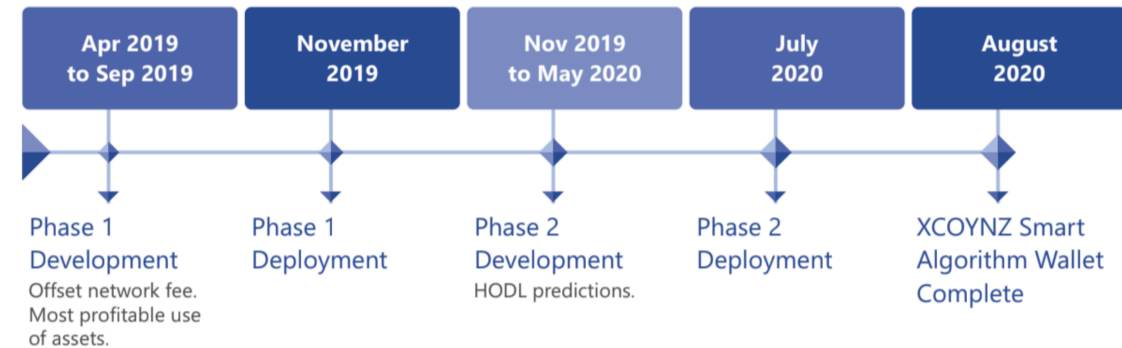 Apr 2019
to Sep 2019
November
2019
Nov 2019
to May 2020
July
2020
August
2020
Phase 1
Development
Offset network fee.
Most profitable use
of assets.
Phase 1
Deployment
Phase 2
Development
HODL predictions.
Phase 2
Deployment
XCOYNZ Smart
Algorithm Wallet
Complete